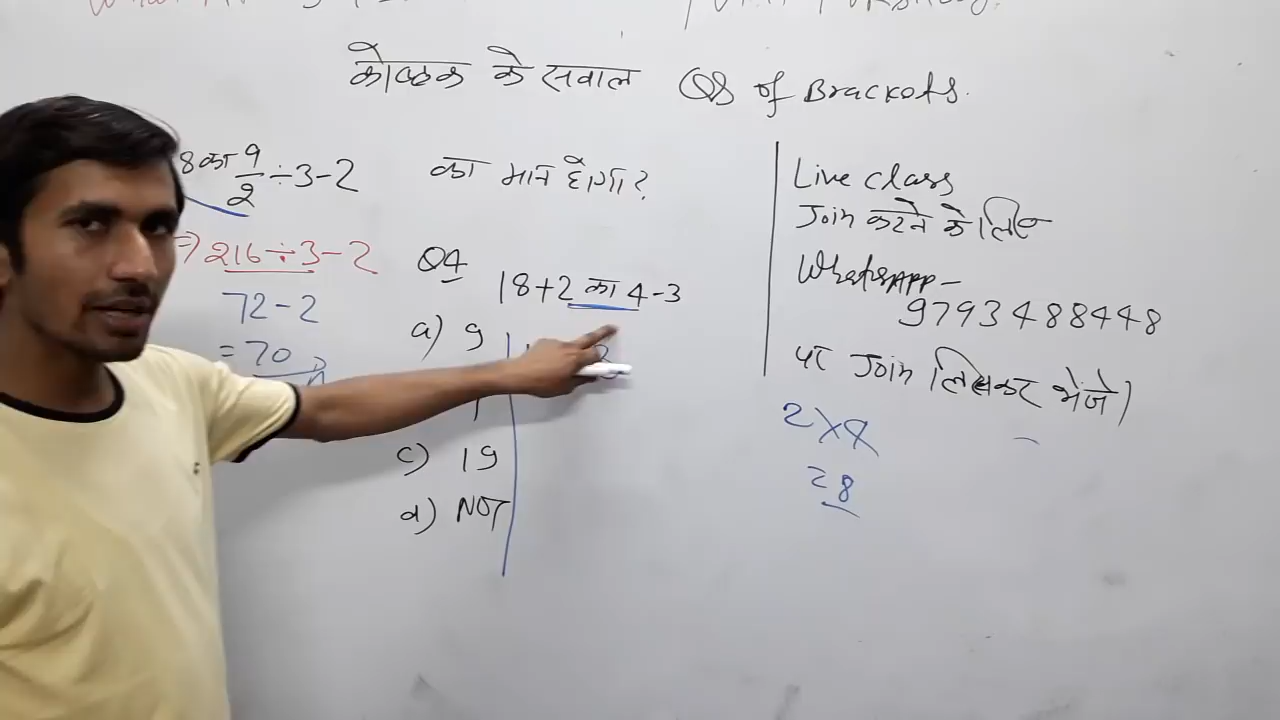 कोष्ठक के सवाल QS of Brackets.
8 का 9/2 ÷ 3 - 2 का मान होगा?
⇒ 216 ÷ 3 - 2
72 - 2
= 70
Q4
18+2 का 4-3
a) 9
c) 19
d) NOT
Live class
Join करने के लिए
WhatsApp -
9793488448
पर Join लिखकर भेजे।
2×4
= 8